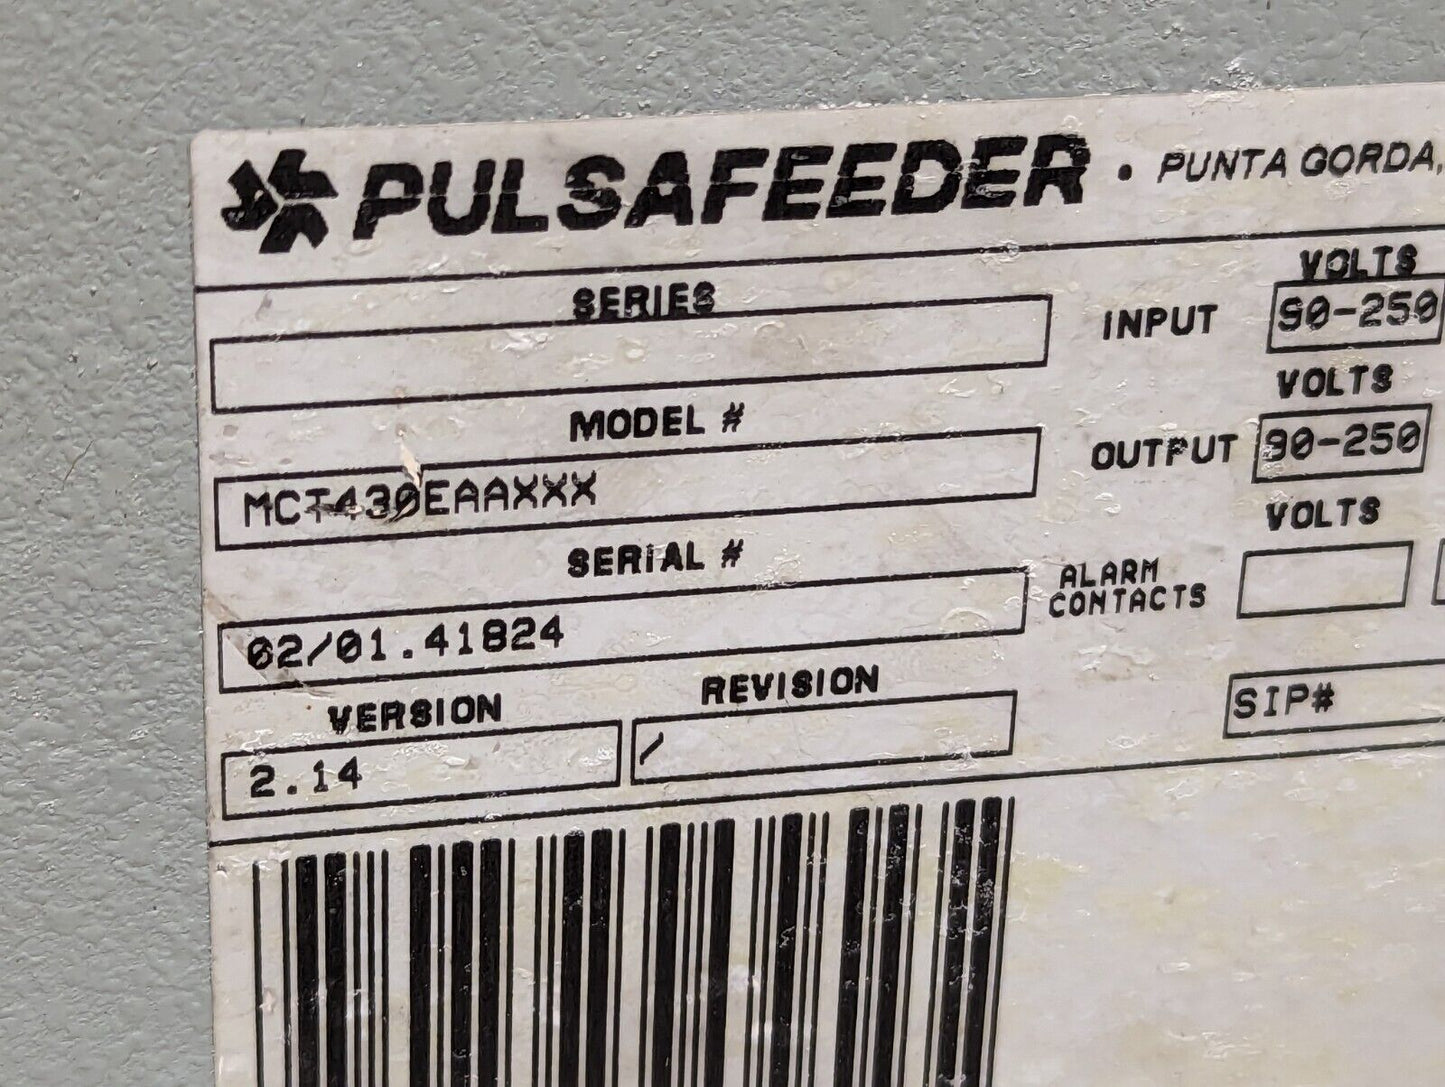 PULSAFEEDER • PUNTA GORDA,
SERIES
VOLTS
INPUT 90-250
MODEL #
VOLTS
MCT430EAAXXX
OUTPUT 90-250
SERIAL #
VOLTS
02/01.41824
ALARM
CONTACTS
VERSION REVISION
2.14 /
SIP#